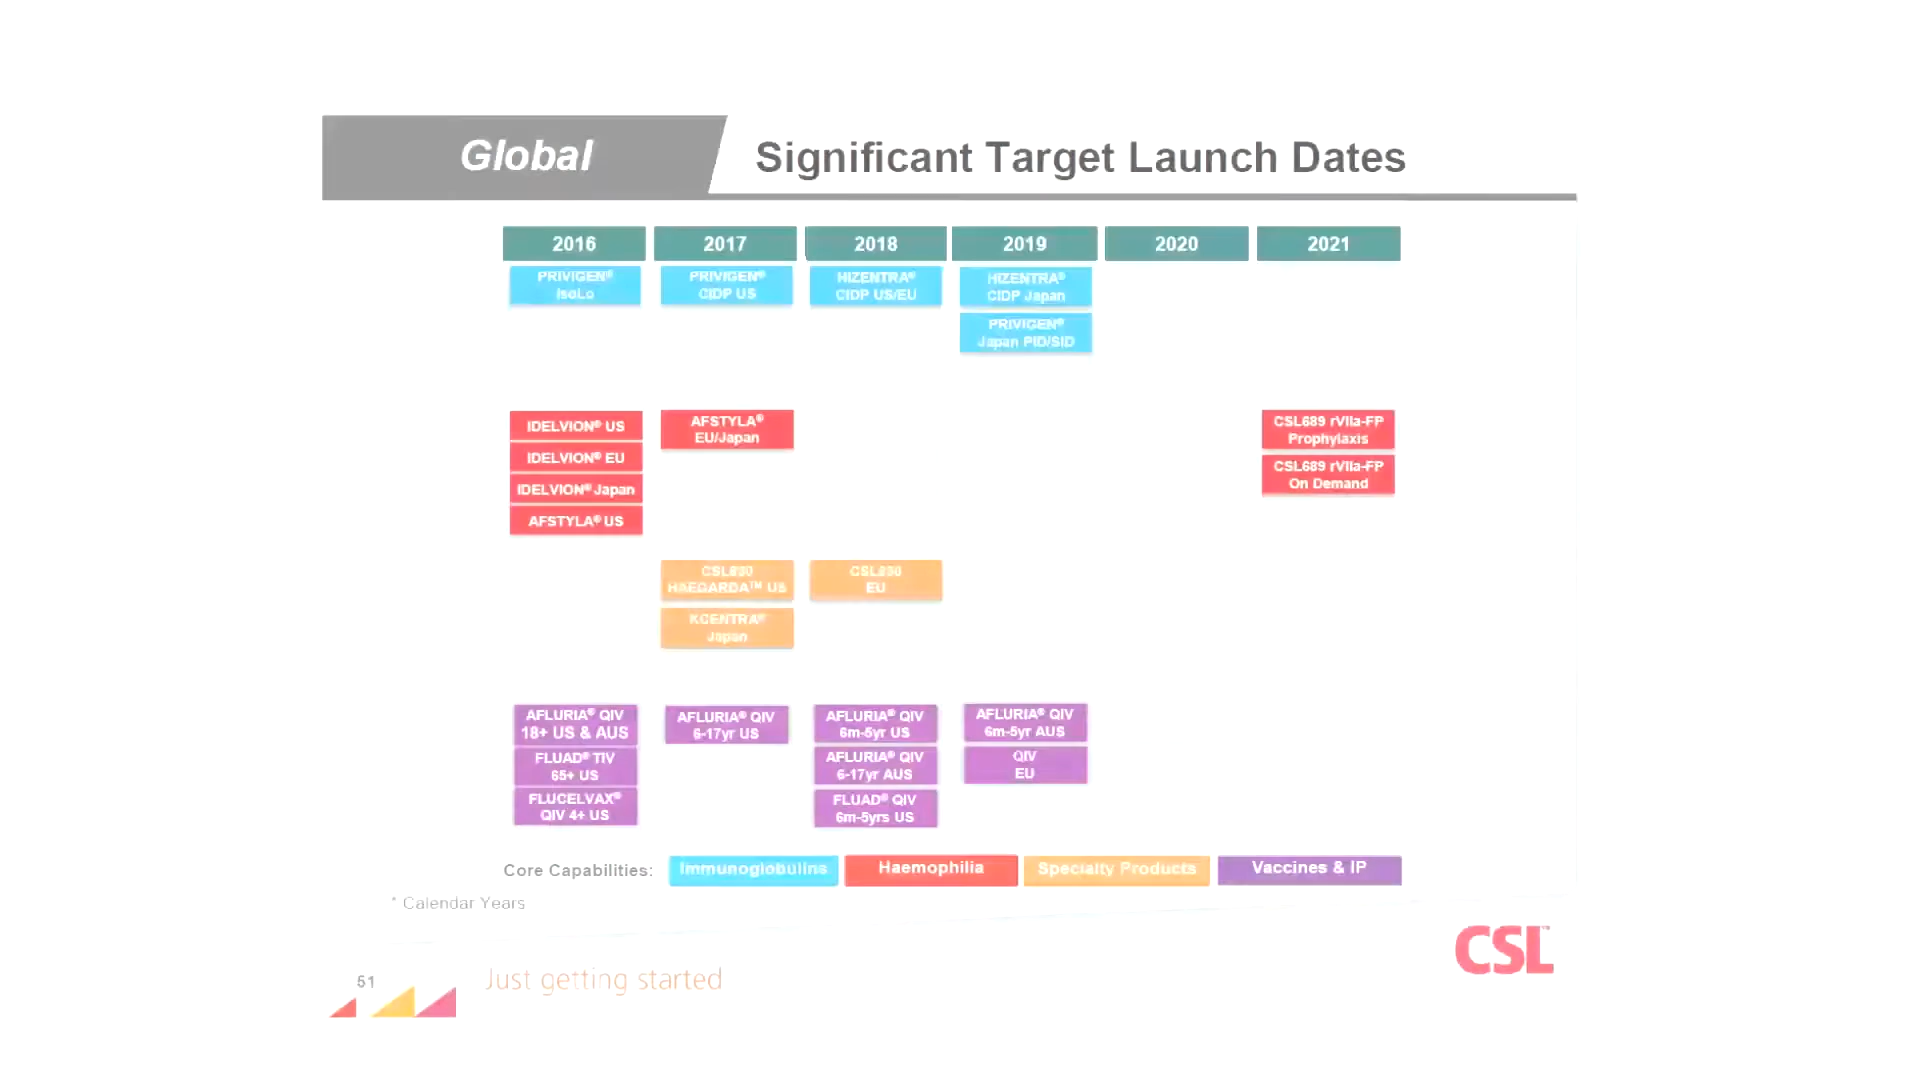 Global
Significant Target Launch Dates
2016
2017
2018
2019
2020
2021
PRIVIGEN®
IsoLo
PRIVIGEN®
CIDP US
HIZENTRA®
CIDP US/EU
HIZENTRA®
CIDP Japan
PRIVIGEN®
Japan PID/SID
IDELVION® US
IDELVION® EU
IDELVION® Japan
AFSTYLA® US
AFSTYLA®
EU/Japan
CSL689 rVIIa-FP
Prophylaxis
CSL689 rVIIa-FP
On Demand
CSL830
HAEGARDA™ US
KCENTRA®
Japan
CSL830
EU
AFLURIA® QIV
18+ US & AUS
FLUAD® TIV
65+ US
FLUCELVAX®
QIV 4+ US
AFLURIA® QIV
6-17yr US
AFLURIA® QIV
6m-5yr US
AFLURIA® QIV
6-17yr AUS
FLUAD® QIV
6m-5yrs US
AFLURIA® QIV
6m-5yr AUS
QIV
EU
Core Capabilities:
Immunoglobulins
Haemophilia
Specialty Products
Vaccines & IP
* Calendar Years
51
Just getting started
CSL™